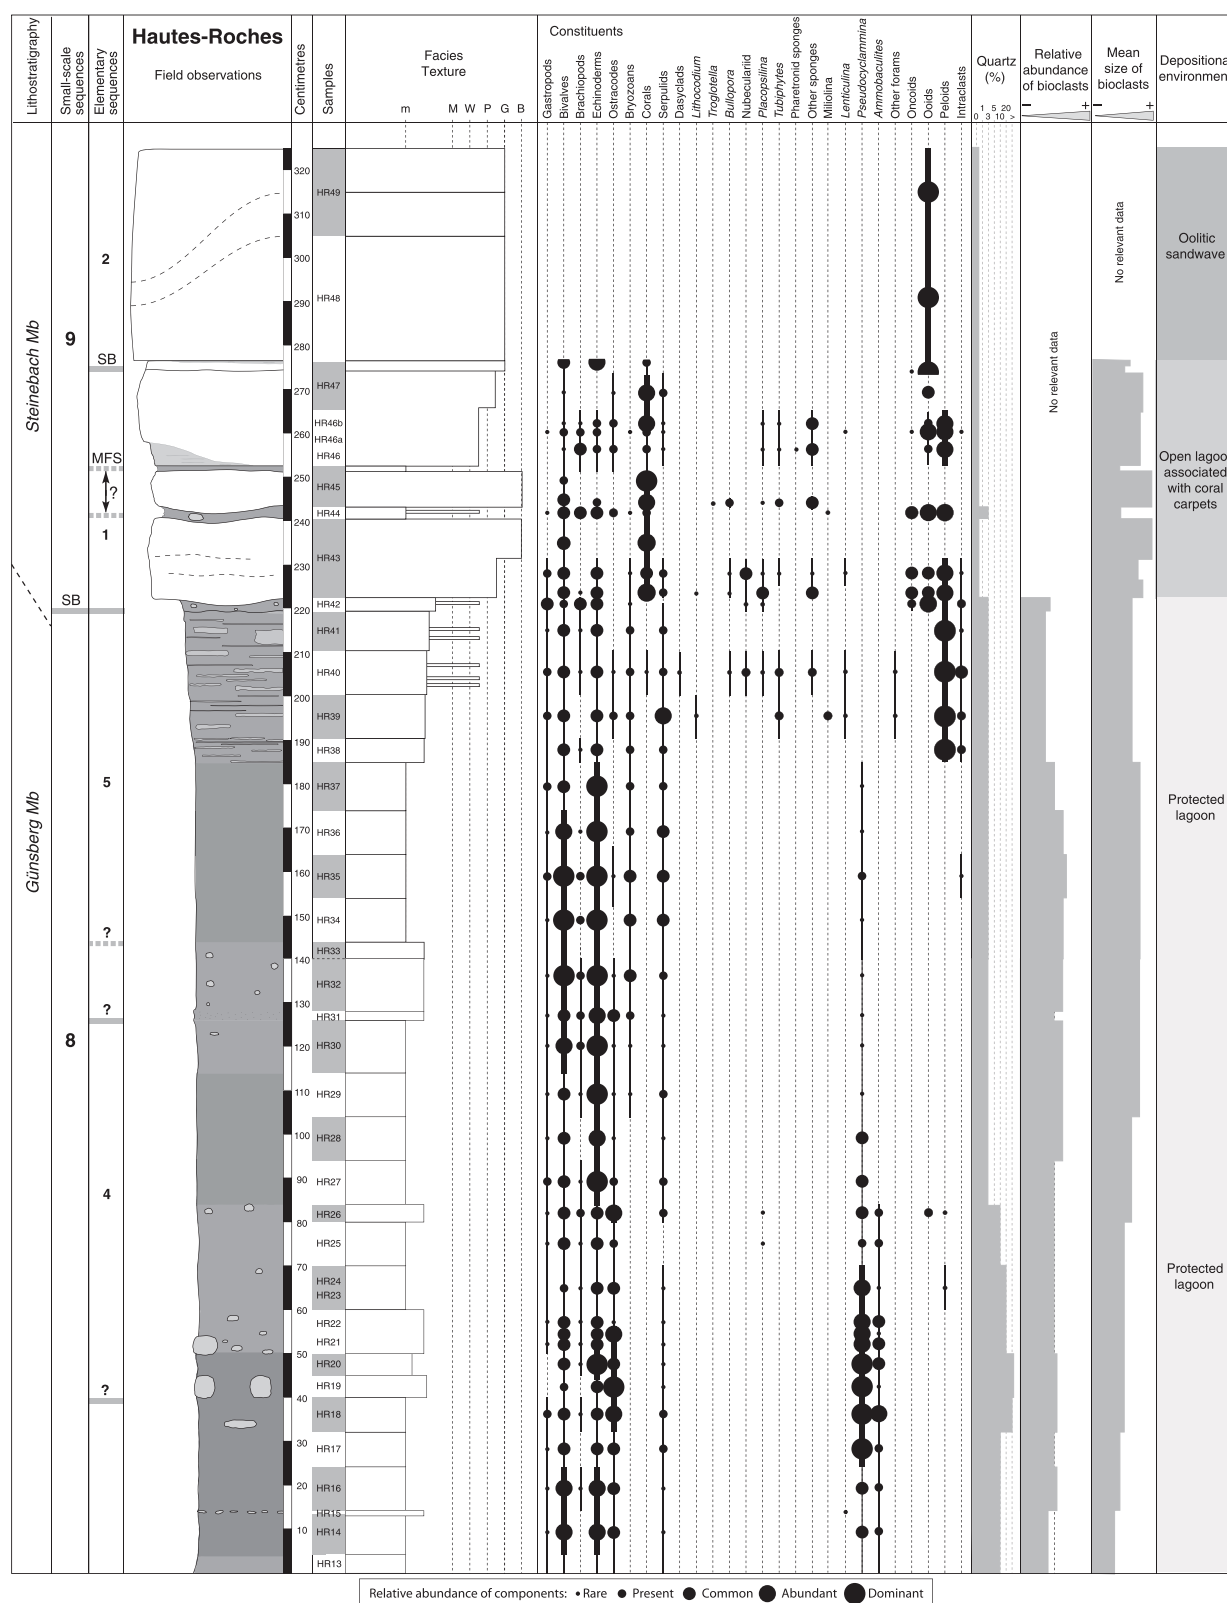 Lithostratigraphy
Small-scale
sequences
Elementary
sequences
Hautes-Roches
Field observations
Centimetres
Samples
Facies
Texture
m M W P G B
Constituents
Gastropods
Bivalves
Brachiopods
Echinoderms
Ostracodes
Bryozoans
Corals
Serpulids
Dasyclads
Lithocodium
Troglotella
Bullopora
Nubeculariid
Placopsilina
Tubiphytes
Pharetronid sponges
Other sponges
Miliolina
Lenticulina
Pseudocyclammina
Ammobaculites
Other forams
Oncoids
Ooids
Peloids
Intraclasts
Quartz
(%)
1 5 20
0 3 10 >
Relative
abundance
of bioclasts
− +
Mean
size of
bioclasts
− +
Depositiona
environmen
Steinebach Mb
Günsberg Mb
9
8
2
SB
MFS
?
1
SB
5
?
?
4
?
320
310
300
290
280
270
260
250
240
230
220
210
200
190
180
170
160
150
140
130
120
110
100
90
80
70
60
50
40
30
20
10
HR49
HR48
HR47
HR46b
HR46a
HR46
HR45
HR44
HR43
HR42
HR41
HR40
HR39
HR38
HR37
HR36
HR35
HR34
HR33
HR32
HR31
HR30
HR29
HR28
HR27
HR26
HR25
HR24
HR23
HR22
HR21
HR20
HR19
HR18
HR17
HR16
HR15
HR14
HR13
No relevant data
No relevant data
Oolitic
sandwave
Open lagoo
associated
with coral
carpets
Protected
lagoon
Protected
lagoon
Relative abundance of components: Rare Present Common Abundant Dominant